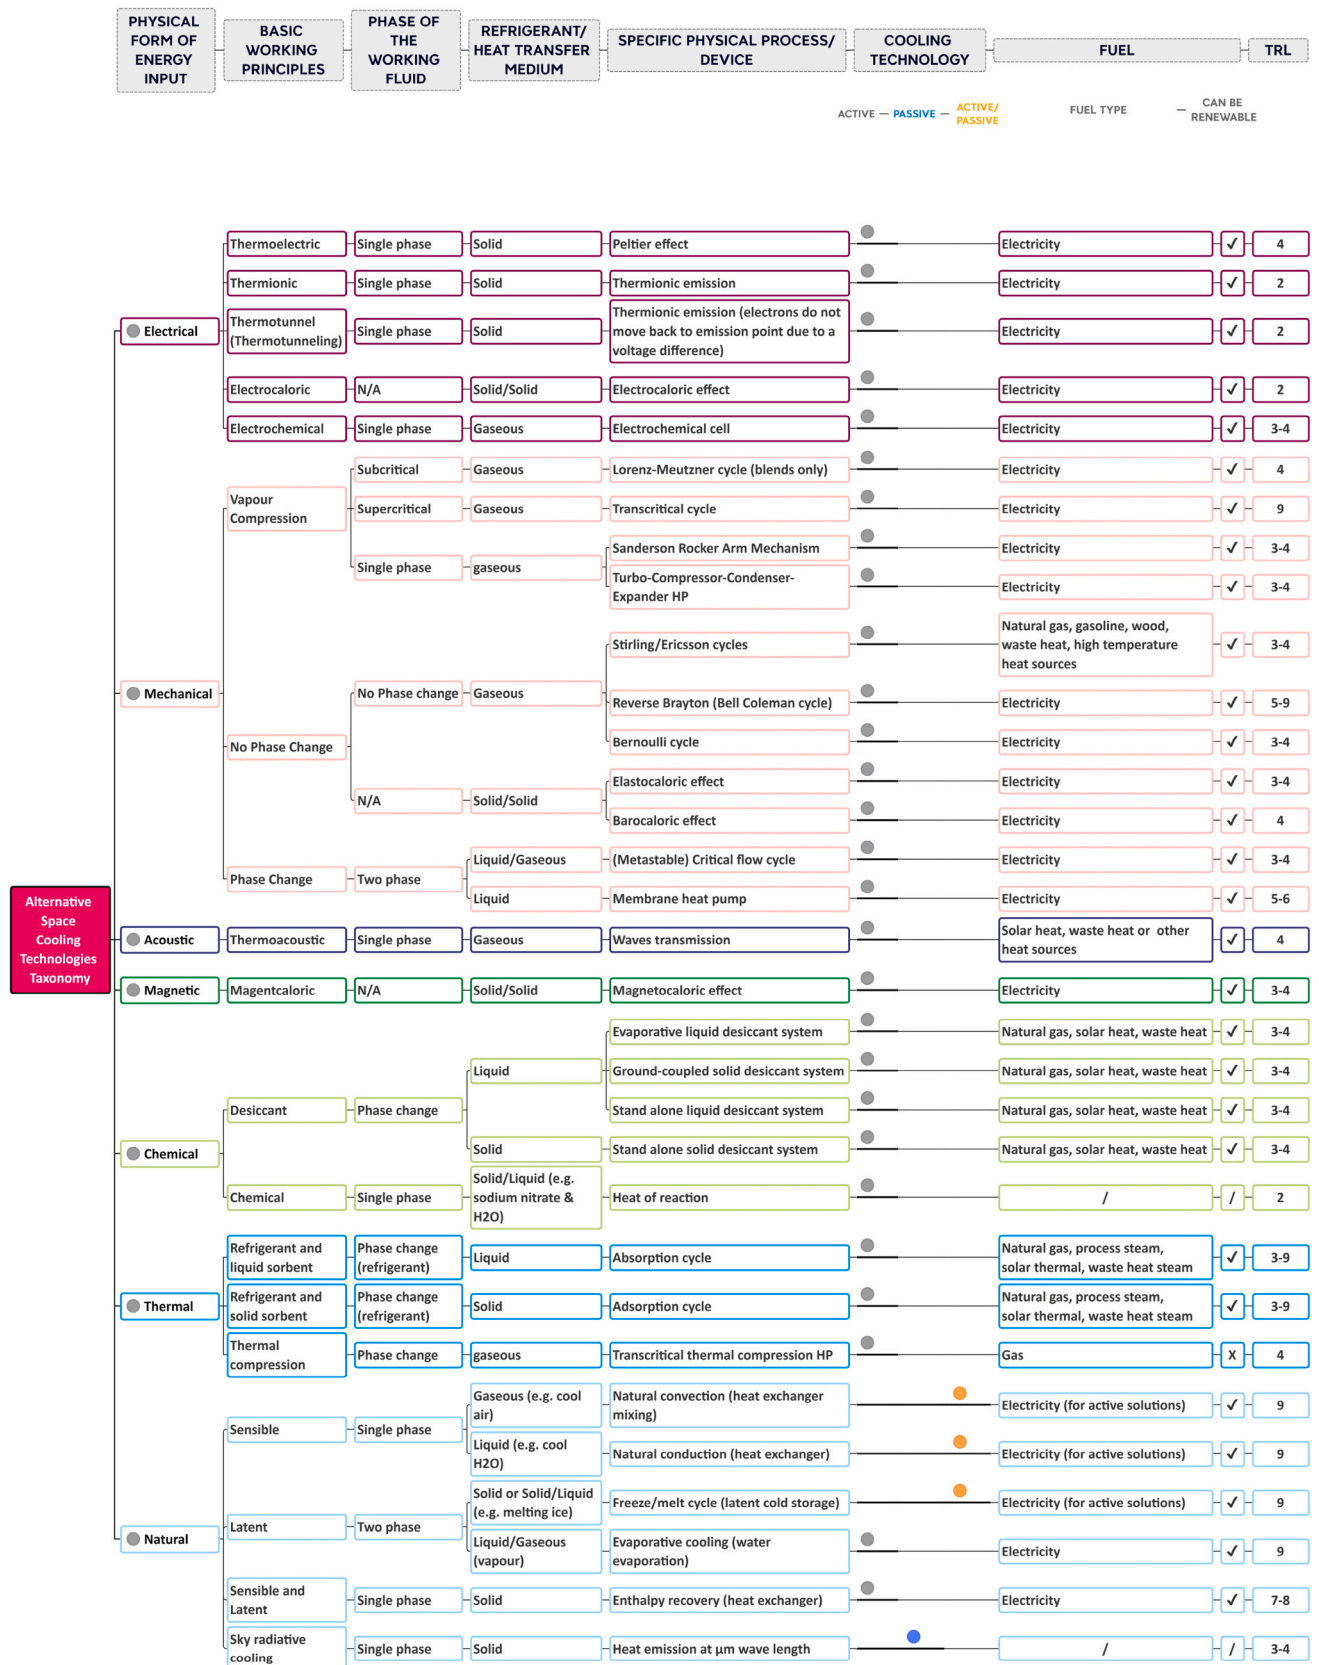 PHYSICAL
FORM OF
ENERGY
INPUT
BASIC
WORKING
PRINCIPLES
PHASE OF
THE
WORKING
FLUID
REFRIGERANT/
HEAT TRANSFER
MEDIUM
SPECIFIC PHYSICAL PROCESS/
DEVICE
COOLING
TECHNOLOGY
FUEL
TRL
ACTIVE — PASSIVE — ACTIVE/
PASSIVE
FUEL TYPE
— CAN BE
RENEWABLE
Alternative
Space
Cooling
Technologies
Taxonomy
Electrical
Thermoelectric
Single phase
Solid
Peltier effect
Electricity
✓
4
Thermionic
Single phase
Solid
Thermionic emission
Electricity
✓
2
Thermotunnel
(Thermotunneling)
Single phase
Solid
Thermionic emission (electrons do not
move back to emission point due to a
voltage difference)
Electricity
✓
2
Electrocaloric
N/A
Solid/Solid
Electrocaloric effect
Electricity
✓
2
Electrochemical
Single phase
Gaseous
Electrochemical cell
Electricity
✓
3-4
Mechanical
Vapour
Compression
Subcritical
Gaseous
Lorenz-Meutzner cycle (blends only)
Electricity
✓
4
Supercritical
Gaseous
Transcritical cycle
Electricity
✓
9
Single phase
gaseous
Sanderson Rocker Arm Mechanism
Electricity
✓
3-4
Turbo-Compressor-Condenser-
Expander HP
Electricity
✓
3-4
No Phase Change
No Phase change
Gaseous
Stirling/Ericsson cycles
Natural gas, gasoline, wood,
waste heat, high temperature
heat sources
✓
3-4
Reverse Brayton (Bell Coleman cycle)
Electricity
✓
5-9
Bernoulli cycle
Electricity
✓
3-4
N/A
Solid/Solid
Elastocaloric effect
Electricity
✓
3-4
Barocaloric effect
Electricity
✓
4
Phase Change
Two phase
Liquid/Gaseous
(Metastable) Critical flow cycle
Electricity
✓
3-4
Liquid
Membrane heat pump
Electricity
✓
5-6
Acoustic
Thermoacoustic
Single phase
Gaseous
Waves transmission
Solar heat, waste heat or other
heat sources
✓
4
Magnetic
Magentcaloric
N/A
Solid/Solid
Magnetocaloric effect
Electricity
✓
3-4
Chemical
Desiccant
Phase change
Liquid
Evaporative liquid desiccant system
Natural gas, solar heat, waste heat
✓
3-4
Ground-coupled solid desiccant system
Natural gas, solar heat, waste heat
✓
3-4
Stand alone liquid desiccant system
Natural gas, solar heat, waste heat
✓
3-4
Solid
Stand alone solid desiccant system
Natural gas, solar heat, waste heat
✓
3-4
Chemical
Single phase
Solid/Liquid (e.g.
sodium nitrate &
H2O)
Heat of reaction
/
/
2
Thermal
Refrigerant and
liquid sorbent
Phase change
(refrigerant)
Liquid
Absorption cycle
Natural gas, process steam,
solar thermal, waste heat steam
✓
3-9
Refrigerant and
solid sorbent
Phase change
(refrigerant)
Solid
Adsorption cycle
Natural gas, process steam,
solar thermal, waste heat steam
✓
3-9
Thermal
compression
Phase change
gaseous
Transcritical thermal compression HP
Gas
X
4
Natural
Sensible
Single phase
Gaseous (e.g. cool
air)
Natural convection (heat exchanger
mixing)
Electricity (for active solutions)
✓
9
Liquid (e.g. cool
H2O)
Natural conduction (heat exchanger)
Electricity (for active solutions)
✓
9
Latent
Two phase
Solid or Solid/Liquid
(e.g. melting ice)
Freeze/melt cycle (latent cold storage)
Electricity (for active solutions)
✓
9
Liquid/Gaseous
(vapour)
Evaporative cooling (water
evaporation)
Electricity
✓
9
Sensible and
Latent
Single phase
Solid
Enthalpy recovery (heat exchanger)
Electricity
✓
7-8
Sky radiative
cooling
Single phase
Solid
Heat emission at μm wave length
/
/
3-4